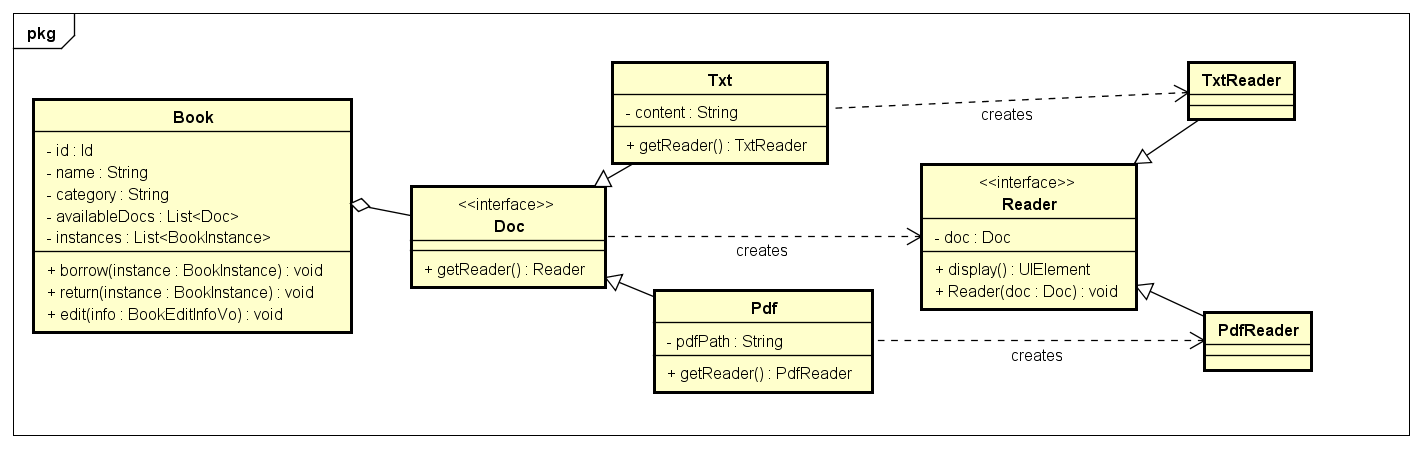 pkg
Book
- id : Id
- name : String
- category : String
- availableDocs : List<Doc>
- instances : List<BookInstance>
+ borrow(instance : BookInstance) : void
+ return(instance : BookInstance) : void
+ edit(info : BookEditInfoVo) : void
<<interface>>
Doc
+ getReader() : Reader
Txt
- content : String
+ getReader() : TxtReader
Pdf
- pdfPath : String
+ getReader() : PdfReader
creates
creates
creates
<<interface>>
Reader
- doc : Doc
+ display() : UIElement
+ Reader(doc : Doc) : void
TxtReader
PdfReader